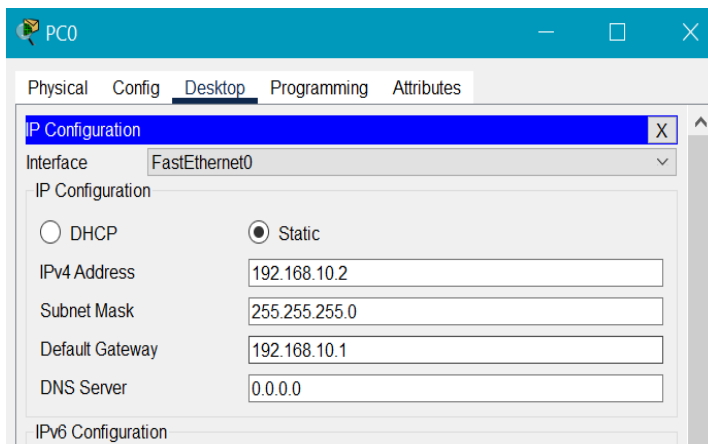 PC0
Physical Config Desktop Programming Attributes
IP Configuration X
Interface FastEthernet0
IP Configuration
DHCP Static
IPv4 Address 192.168.10.2
Subnet Mask 255.255.255.0
Default Gateway 192.168.10.1
DNS Server 0.0.0.0
IPv6 Configuration